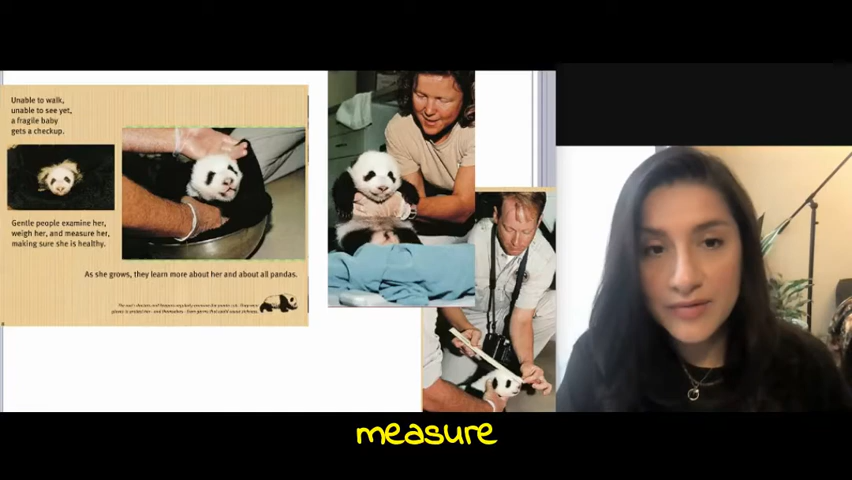 Unable to walk,
unable to see yet,
a fragile baby
gets a checkup.
Gentle people examine her,
weigh her, and measure her,
making sure she is healthy.
As she grows, they learn more about her and about all pandas.
measure